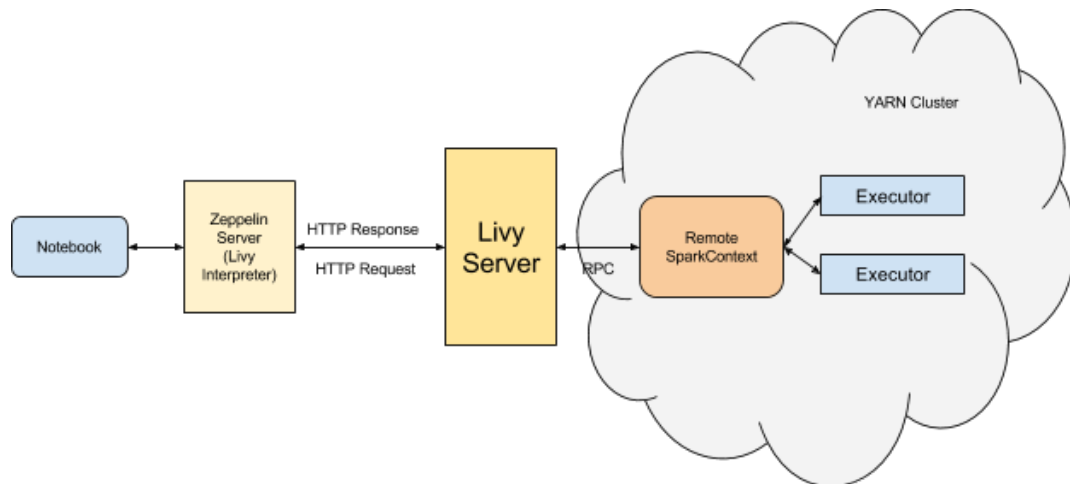 YARN Cluster
Notebook
Zeppelin
Server
(Livy
Interpreter)
HTTP Response
HTTP Request
Livy
Server
RPC
Remote
SparkContext
Executor
Executor